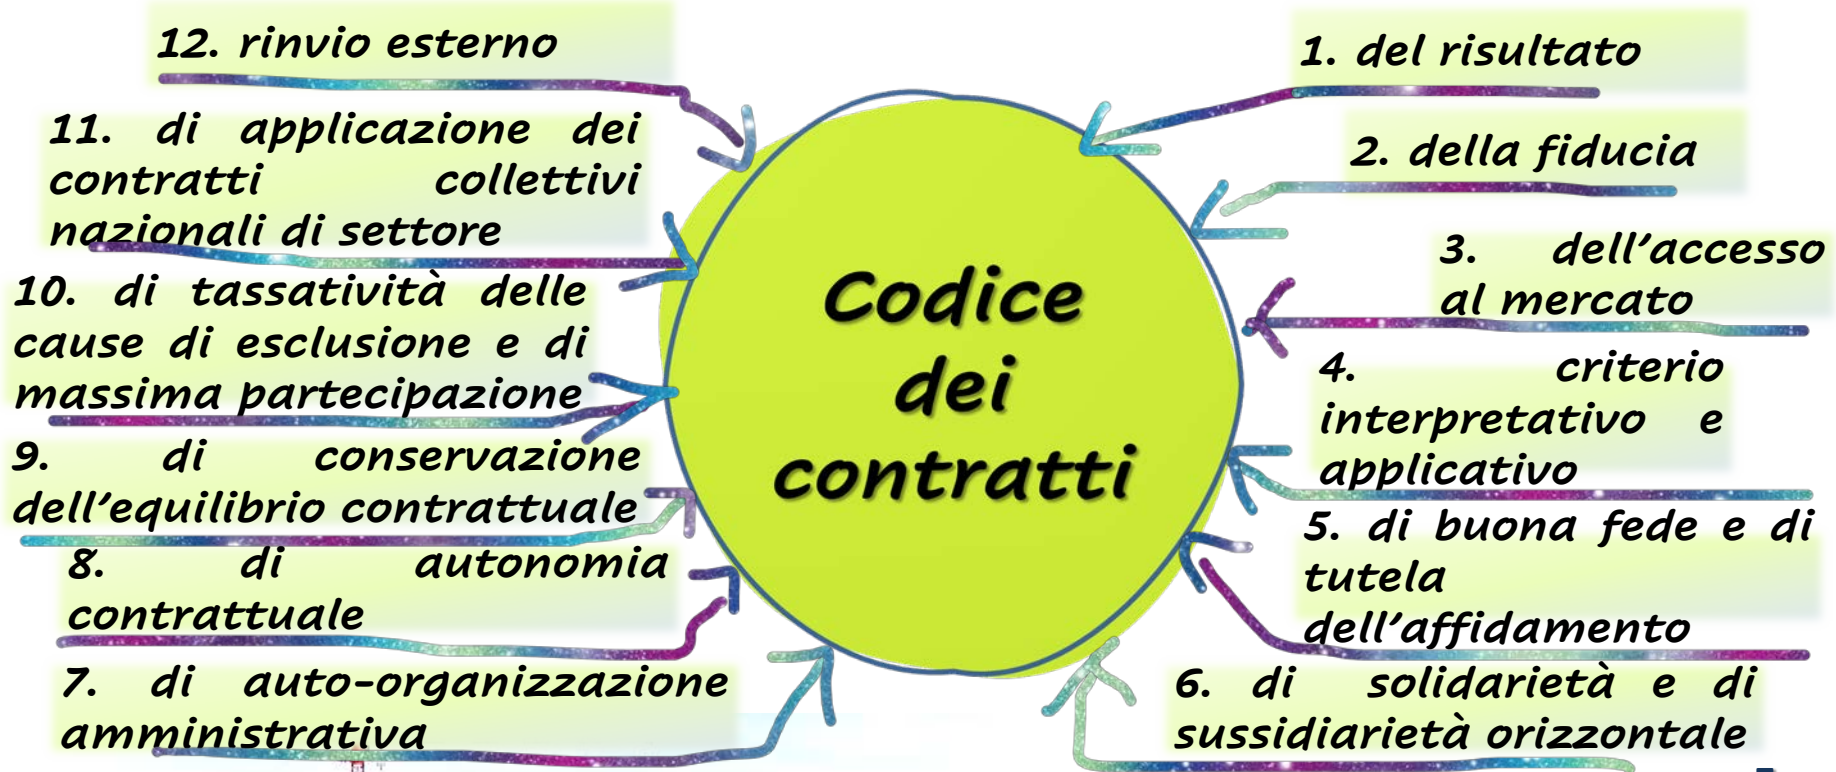 Codice
dei
contratti
1. del risultato
2. della fiducia
3. dell’accesso
al mercato
4. criterio
interpretativo e
applicativo
5. di buona fede e di
tutela
dell’affidamento
6. di solidarietà e di
sussidiarietà orizzontale
7. di auto-organizzazione
amministrativa
8. di autonomia
contrattuale
9. di conservazione
dell’equilibrio contrattuale
10. di tassatività delle
cause di esclusione e di
massima partecipazione
11. di applicazione dei
contratti collettivi
nazionali di settore
12. rinvio esterno